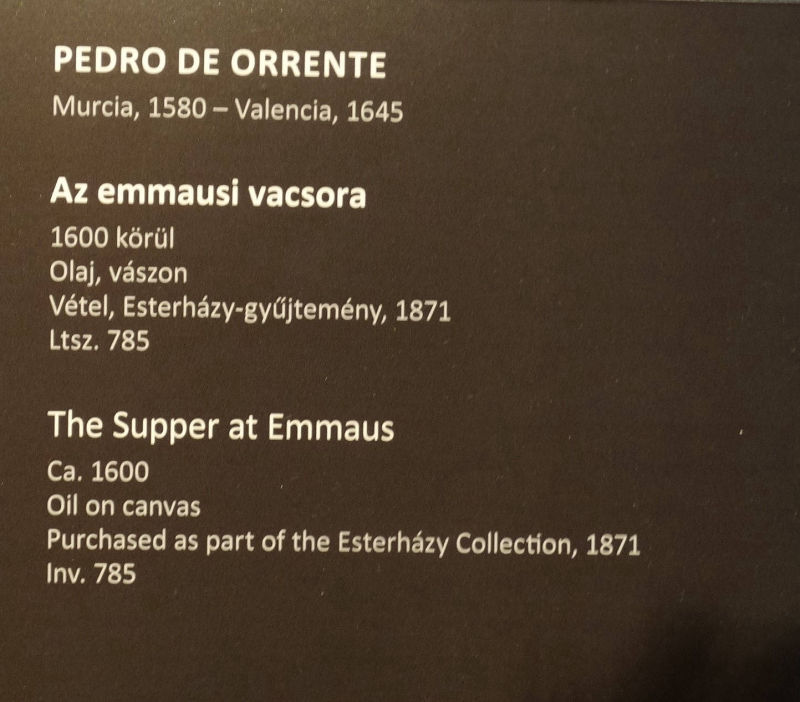 PEDRO DE ORRENTE
Murcia, 1580 – Valencia, 1645
Az emmausi vacsora
1600 körül
Olaj, vászon
Vétel, Esterházy-gyűjtemény, 1871
Ltsz. 785
The Supper at Emmaus
Ca. 1600
Oil on canvas
Purchased as part of the Esterházy Collection, 1871
Inv. 785